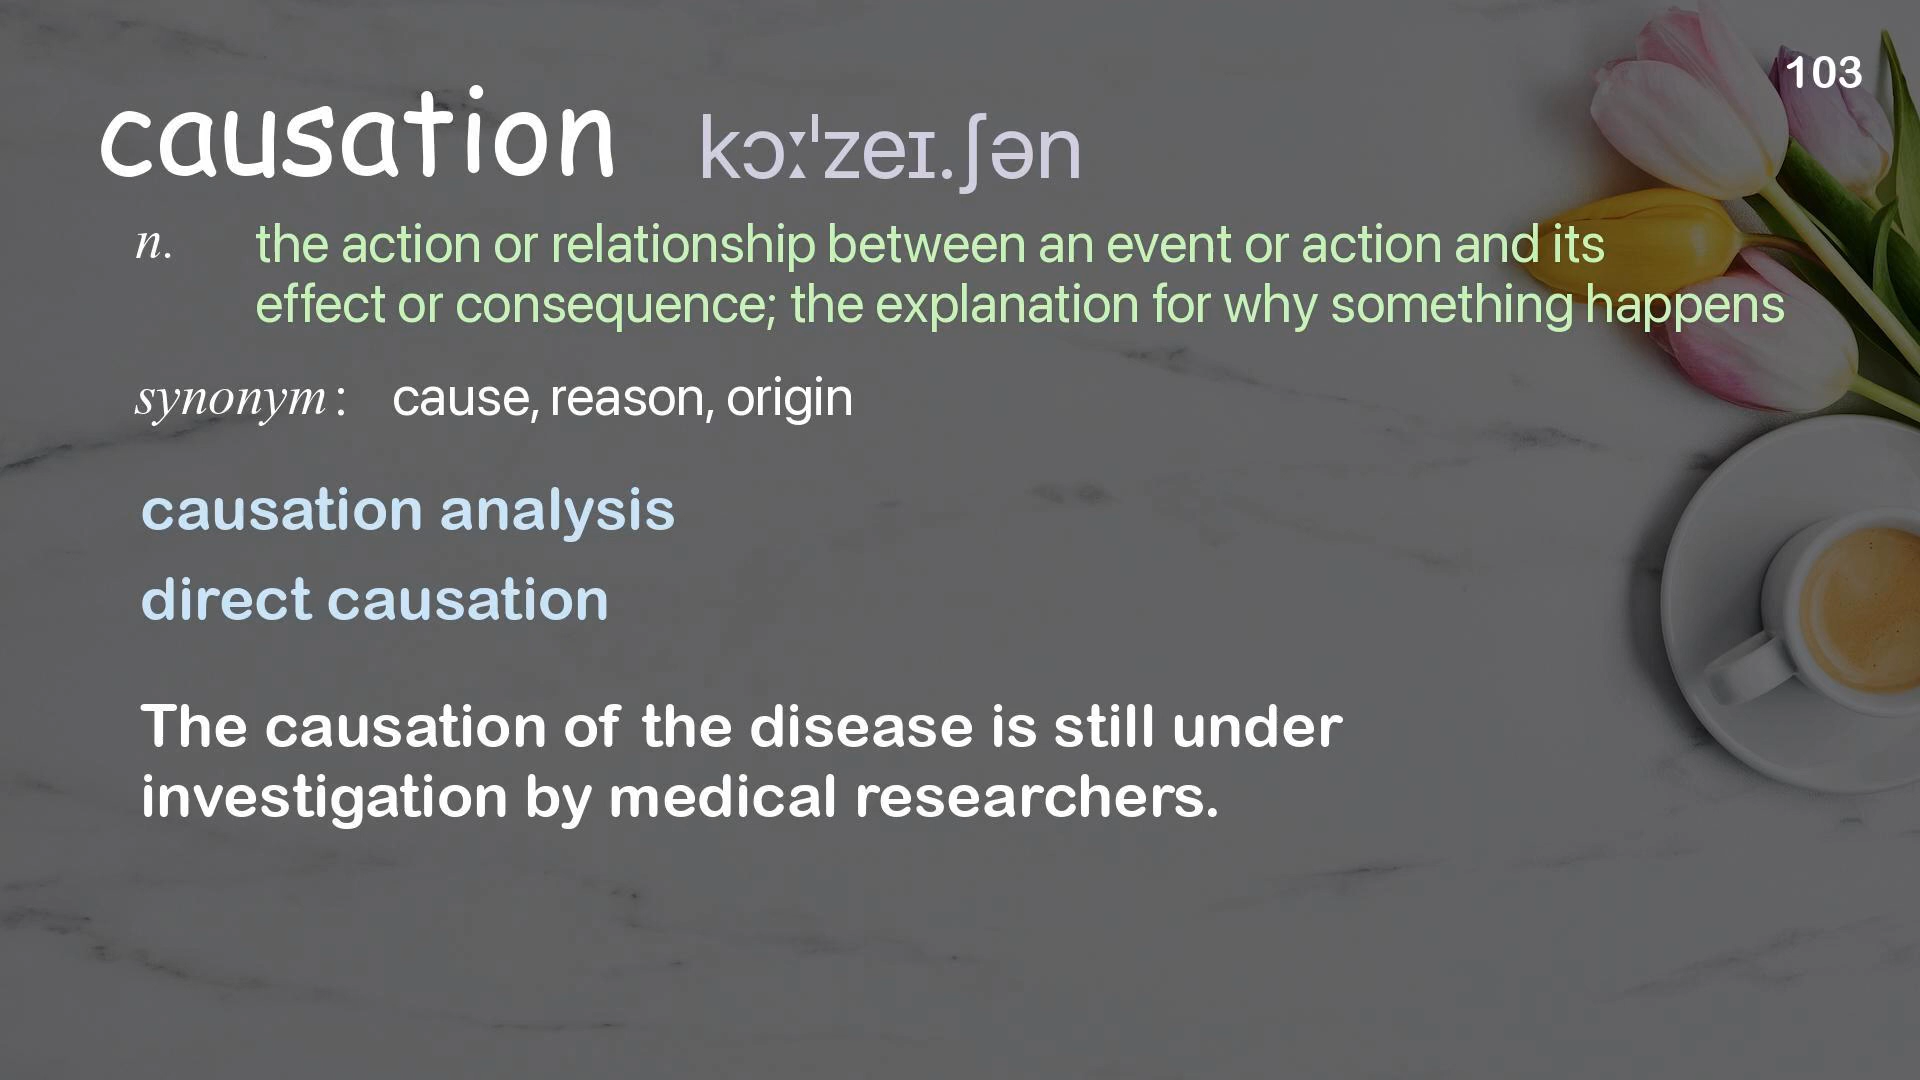 103
causation kɔːˈzeɪ.ʃən
n. the action or relationship between an event or action and its
effect or consequence; the explanation for why something happens
synonym : cause, reason, origin
causation analysis
direct causation
The causation of the disease is still under
investigation by medical researchers.